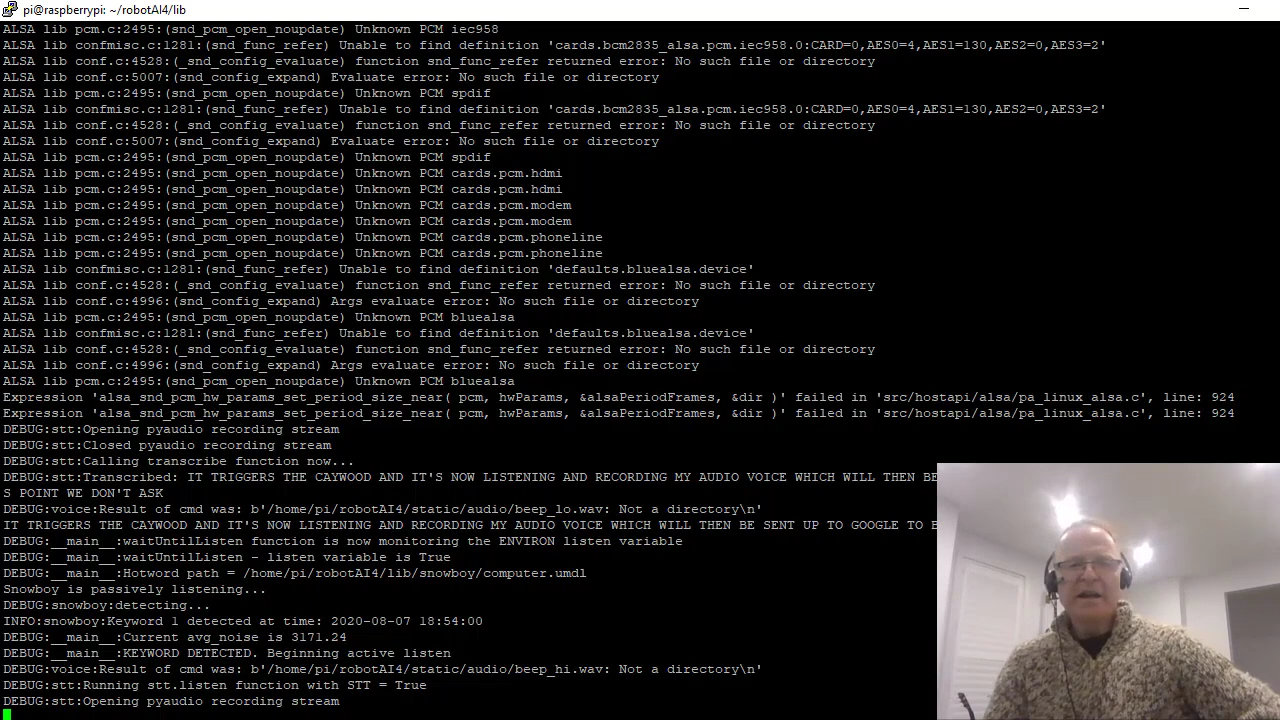 pi@raspberrypi: ~/robotAI4/lib
ALSA lib pcm.c:2495:(snd_pcm_open_noupdate) Unknown PCM iec958
ALSA lib confmisc.c:1281:(snd_func_refer) Unable to find definition 'cards.bcm2835_alsa.pcm.iec958.0:CARD=0,AES0=4,AES1=130,AES2=0,AES3=2'
ALSA lib conf.c:4528:(_snd_config_evaluate) function snd_func_refer returned error: No such file or directory
ALSA lib conf.c:5007:(snd_config_expand) Evaluate error: No such file or directory
ALSA lib pcm.c:2495:(snd_pcm_open_noupdate) Unknown PCM spdif
ALSA lib confmisc.c:1281:(snd_func_refer) Unable to find definition 'cards.bcm2835_alsa.pcm.iec958.0:CARD=0,AES0=4,AES1=130,AES2=0,AES3=2'
ALSA lib conf.c:4528:(_snd_config_evaluate) function snd_func_refer returned error: No such file or directory
ALSA lib conf.c:5007:(snd_config_expand) Evaluate error: No such file or directory
ALSA lib pcm.c:2495:(snd_pcm_open_noupdate) Unknown PCM spdif
ALSA lib pcm.c:2495:(snd_pcm_open_noupdate) Unknown PCM cards.pcm.hdmi
ALSA lib pcm.c:2495:(snd_pcm_open_noupdate) Unknown PCM cards.pcm.hdmi
ALSA lib pcm.c:2495:(snd_pcm_open_noupdate) Unknown PCM cards.pcm.modem
ALSA lib pcm.c:2495:(snd_pcm_open_noupdate) Unknown PCM cards.pcm.modem
ALSA lib pcm.c:2495:(snd_pcm_open_noupdate) Unknown PCM cards.pcm.phoneline
ALSA lib pcm.c:2495:(snd_pcm_open_noupdate) Unknown PCM cards.pcm.phoneline
ALSA lib confmisc.c:1281:(snd_func_refer) Unable to find definition 'defaults.bluealsa.device'
ALSA lib conf.c:4528:(_snd_config_evaluate) function snd_func_refer returned error: No such file or directory
ALSA lib conf.c:4996:(snd_config_expand) Args evaluate error: No such file or directory
ALSA lib pcm.c:2495:(snd_pcm_open_noupdate) Unknown PCM bluealsa
ALSA lib confmisc.c:1281:(snd_func_refer) Unable to find definition 'defaults.bluealsa.device'
ALSA lib conf.c:4528:(_snd_config_evaluate) function snd_func_refer returned error: No such file or directory
ALSA lib conf.c:4996:(snd_config_expand) Args evaluate error: No such file or directory
ALSA lib pcm.c:2495:(snd_pcm_open_noupdate) Unknown PCM bluealsa
Expression 'alsa_snd_pcm_hw_params_set_period_size_near( pcm, hwParams, &alsaPeriodFrames, &dir )' failed in 'src/hostapi/alsa/pa_linux_alsa.c', line: 924
Expression 'alsa_snd_pcm_hw_params_set_period_size_near( pcm, hwParams, &alsaPeriodFrames, &dir )' failed in 'src/hostapi/alsa/pa_linux_alsa.c', line: 924
DEBUG:stt:Opening pyaudio recording stream
DEBUG:stt:Closed pyaudio recording stream
DEBUG:stt:Calling transcribe function now...
DEBUG:stt:Transcribed: IT TRIGGERS THE CAYWOOD AND IT'S NOW LISTENING AND RECORDING MY AUDIO VOICE WHICH WILL THEN BE
S POINT WE DON'T ASK
DEBUG:voice:Result of cmd was: b'/home/pi/robotAI4/static/audio/beep_lo.wav: Not a directory\n'
IT TRIGGERS THE CAYWOOD AND IT'S NOW LISTENING AND RECORDING MY AUDIO VOICE WHICH WILL THEN BE SENT UP TO GOOGLE TO B
DEBUG:__main__:waitUntilListen function is now monitoring the ENVIRON listen variable
DEBUG:__main__:waitUntilListen - listen variable is True
DEBUG:__main__:Hotword path = /home/pi/robotAI4/lib/snowboy/computer.umdl
Snowboy is passively listening...
DEBUG:snowboy:detecting...
INFO:snowboy:Keyword 1 detected at time: 2020-08-07 18:54:00
DEBUG:__main__:Current avg_noise is 3171.24
DEBUG:__main__:KEYWORD DETECTED. Beginning active listen
DEBUG:voice:Result of cmd was: b'/home/pi/robotAI4/static/audio/beep_hi.wav: Not a directory\n'
DEBUG:stt:Running stt.listen function with STT = True
DEBUG:stt:Opening pyaudio recording stream